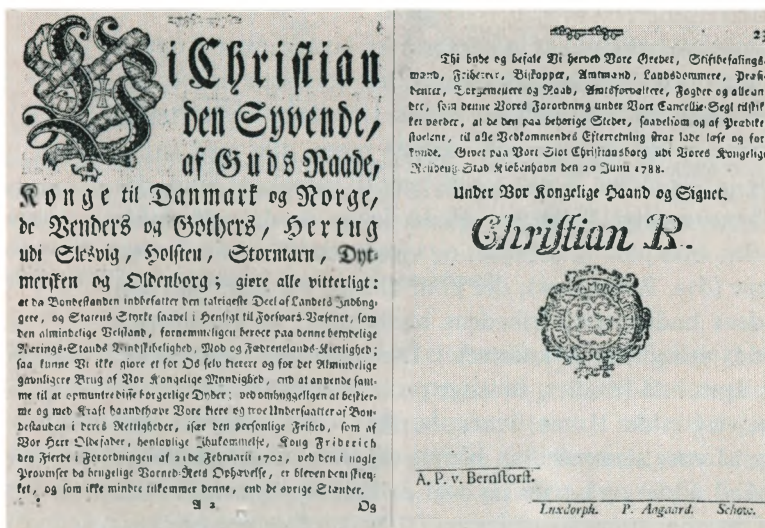 Vi Christian
den Syvende,
af Guds Naade,
Konge til Danmark og Norge,
de Venders og Gothers, Hertug
udi Slesvig, Holsten, Stormarn, Dyt-
mersken og Oldenborg; giøre alle vitterligt:
at da Bondestanden indbefatter den talrigeste Deel af Landets Indbyg-
gere, og Statens Styrke saavel i Hensigt til Forsvars-Væsenet, som
den almindelige Velstand, fornemmeligen beroer paa denne betydelige
Nærings-Stands Vindskibelighed, Mod og Fædrenelands-Kierlighed;
saa kunne Vi ikke giøre et for Os selv kierere og for det Almindelige
gavnligere Brug af Vor Kongelige Myndighed, end at anvende sam-
me til at opmuntre disse borgerlige Dyder; ved omhyggeligen at beskier-
me og med Kraft haandhæve Vore kiere og troe Undersaatter af Bon-
destanden i deres Rettigheder, især den personlige Frihed, som af
Vor Herr Oldefader, høylovlig Ihukommelse, Kong Friderich
den Fierde i Forordningen af 21de Februarii 1702, ved den i nogle
Provinser da brugelige Vorned-Rets Ophævelse, er bleven dem skien-
ket, og som ikke mindre tilkommer denne, end de øvrige Stænder.
A 2 Og
23
Thi byde og befale Vi herved Vore Grever, Stiftbefalings-
mænd, Friherrer, Biskopper, Amtmænd, Landsdommere, Præsi-
denter, Borgemestere og Raad, Amtsforvaltere, Fogder og alle an-
dre, som denne Vores Forordning under Vort Cancellie-Segl tilskik-
ket vorder, at de den paa behørige Steder, saavelsom og af Prædike-
stoelene, til alle Vedkommendes Efterretning strax lade læse og for-
kynde. Givet paa Vort Slot Christiansborg udi Vores Kongelige
Residenz-Stad Kiøbenhavn den 20 Junii 1788.
Under Vor Kongelige Haand og Signet.
Christian R.
A. P. v. Bernstorff.
Luxdorph. P. Aagaard. Schow.